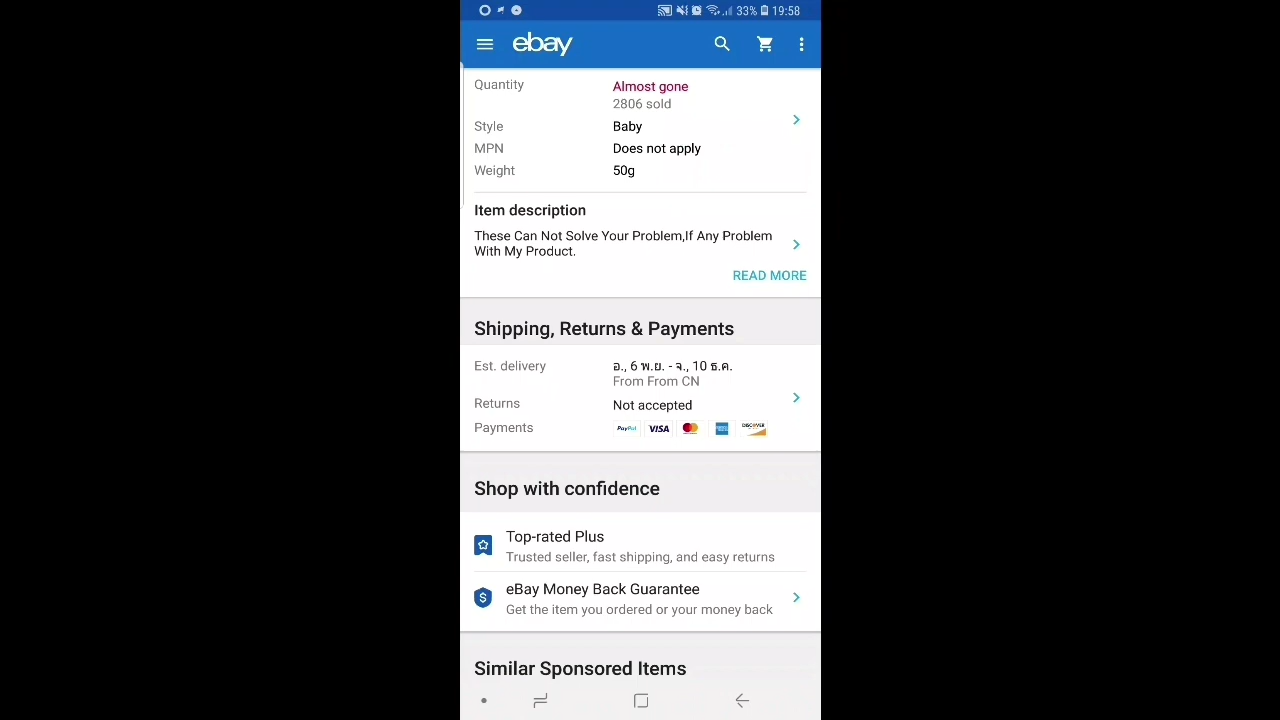 33% 19:58
ebay
Quantity
Almost gone
2806 sold
Style Baby
MPN Does not apply
Weight 50g
Item description
These Can Not Solve Your Problem,If Any Problem
With My Product.
READ MORE
Shipping, Returns & Payments
Est. delivery อ., 6 พ.ย. - จ., 10 ธ.ค.
From From CN
Returns Not accepted
Payments PayPal VISA DISCOVER
Shop with confidence
Top-rated Plus
Trusted seller, fast shipping, and easy returns
eBay Money Back Guarantee
Get the item you ordered or your money back
Similar Sponsored Items